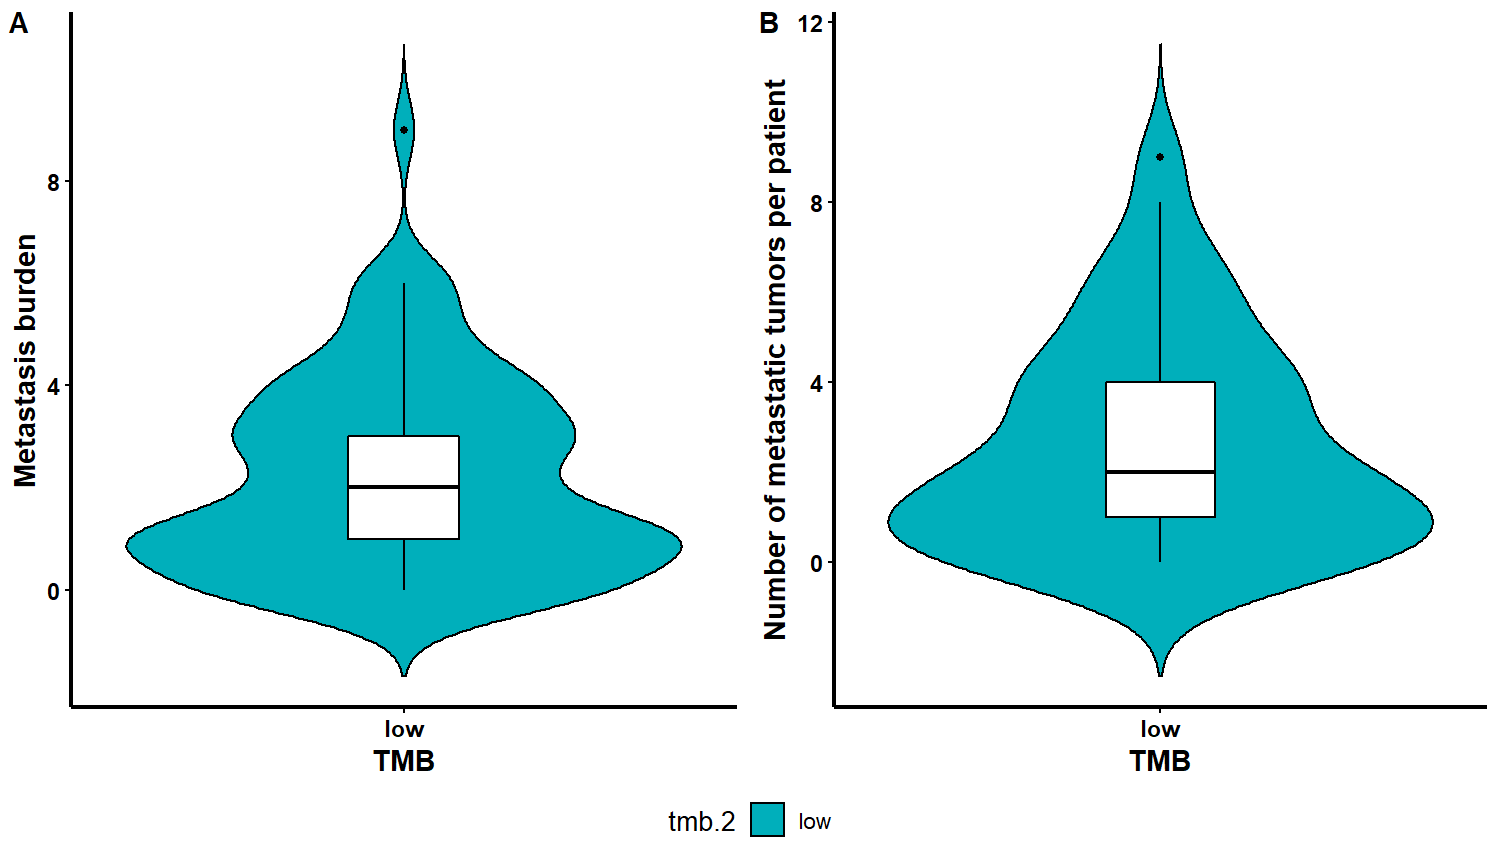 A
Metastasis burden
8
4
0
low
TMB
B
Number of metastatic tumors per patient
12
8
4
0
low
TMB
tmb.2 low